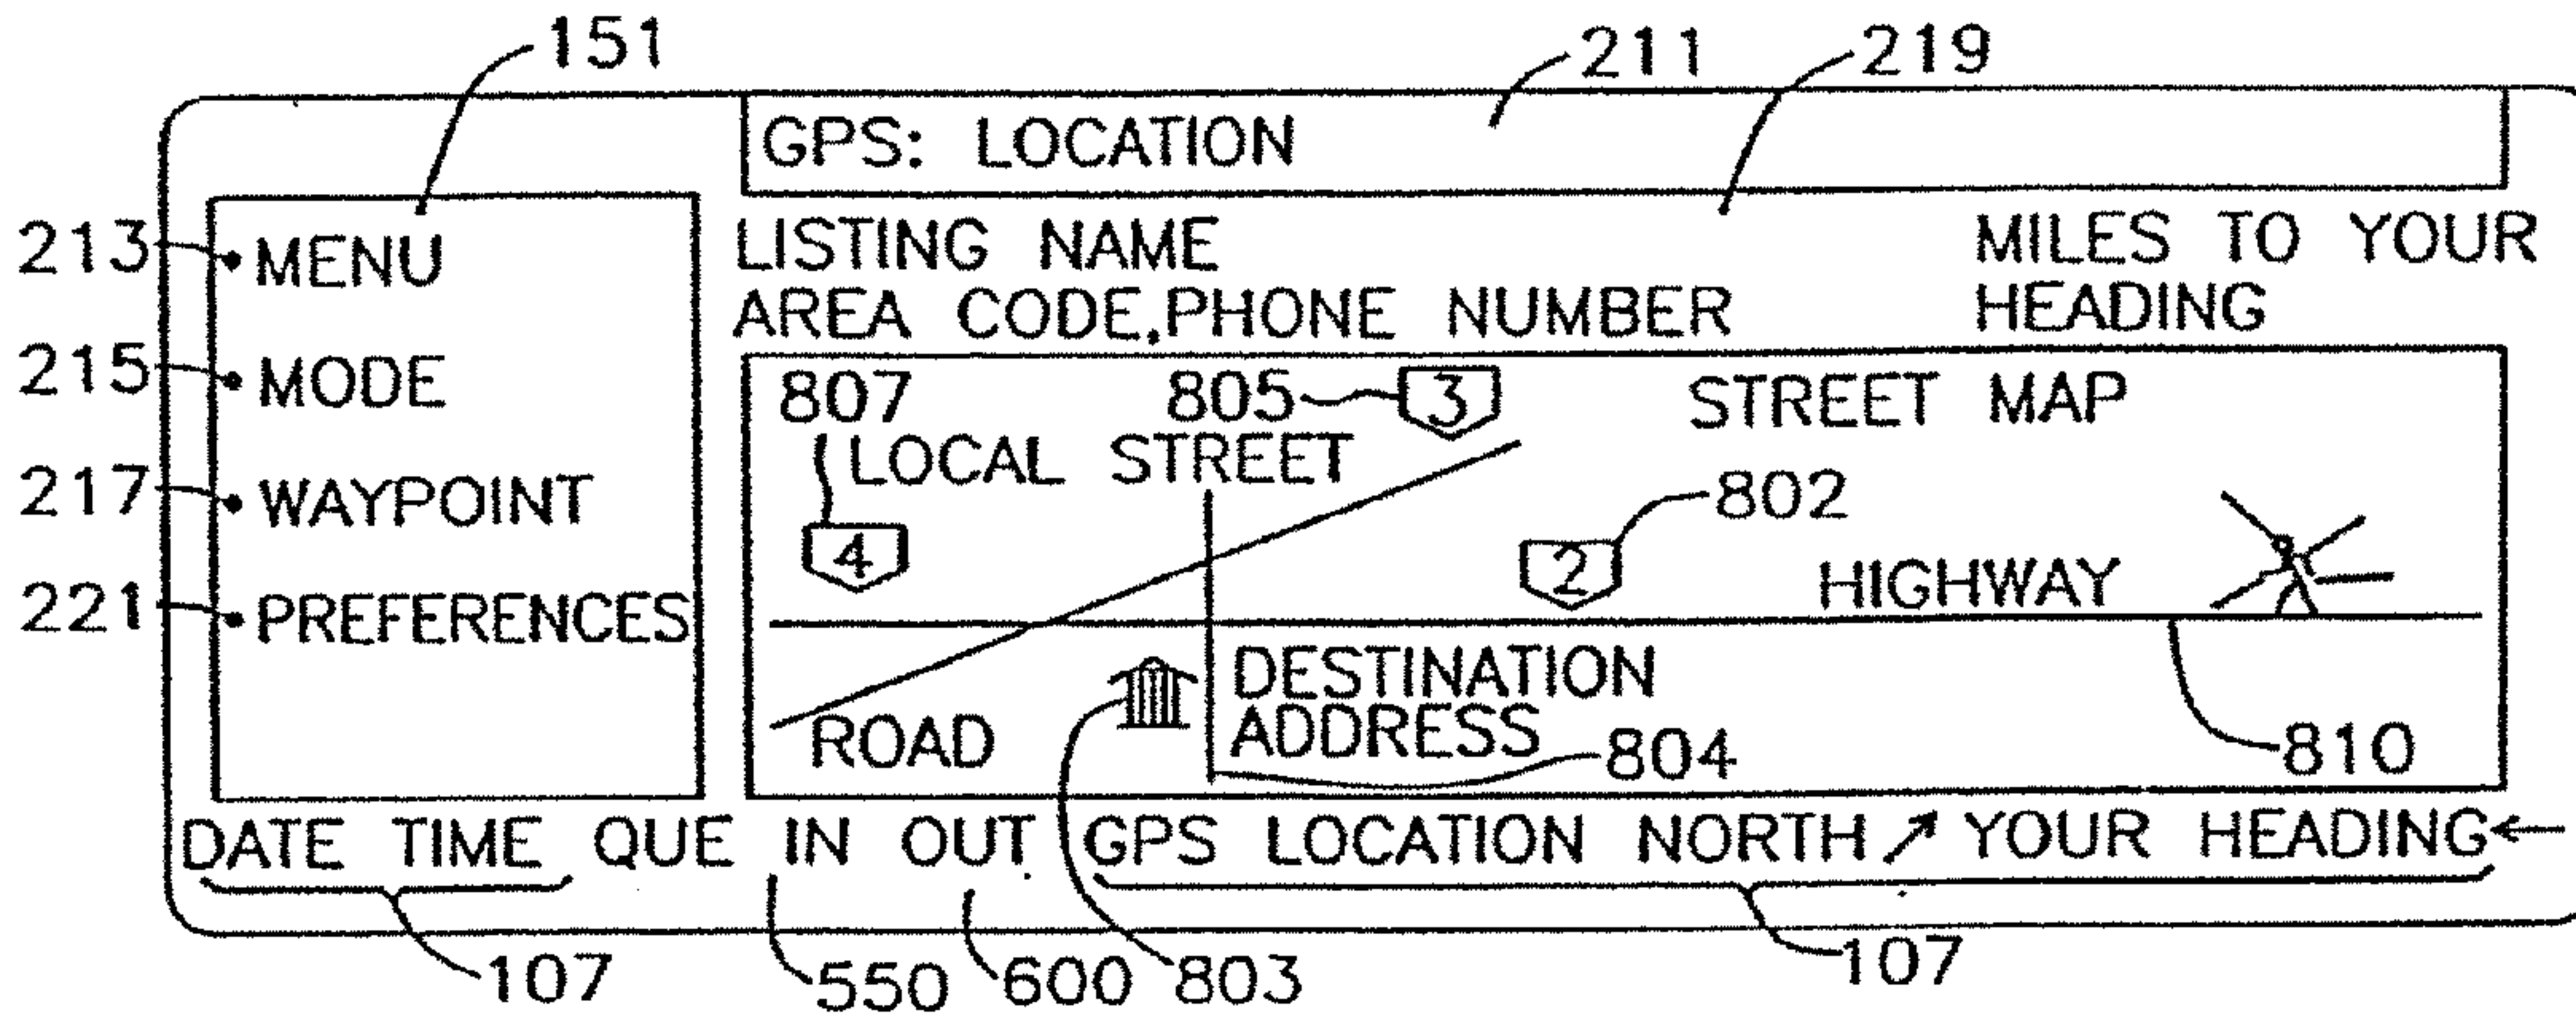 151
211
219
GPS: LOCATION
213
MENU
LISTING NAME
MILES TO YOUR
AREA CODE,PHONE NUMBER
HEADING
215
MODE
807
805
3
STREET MAP
LOCAL STREET
217
WAYPOINT
802
4
2
HIGHWAY
221
PREFERENCES
DESTINATION
ADDRESS
ROAD
804
810
DATE TIME QUE IN OUT GPS LOCATION NORTH ↗ YOUR HEADING←
107
550
600
803
107